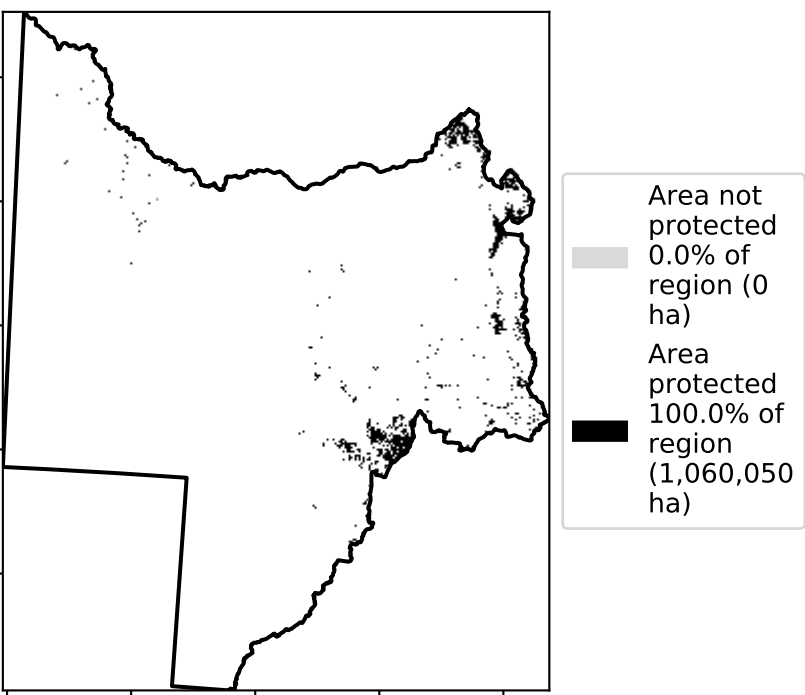 Area not
protected
0.0% of
region (0
ha)
Area
protected
100.0% of
region
(1,060,050
ha)